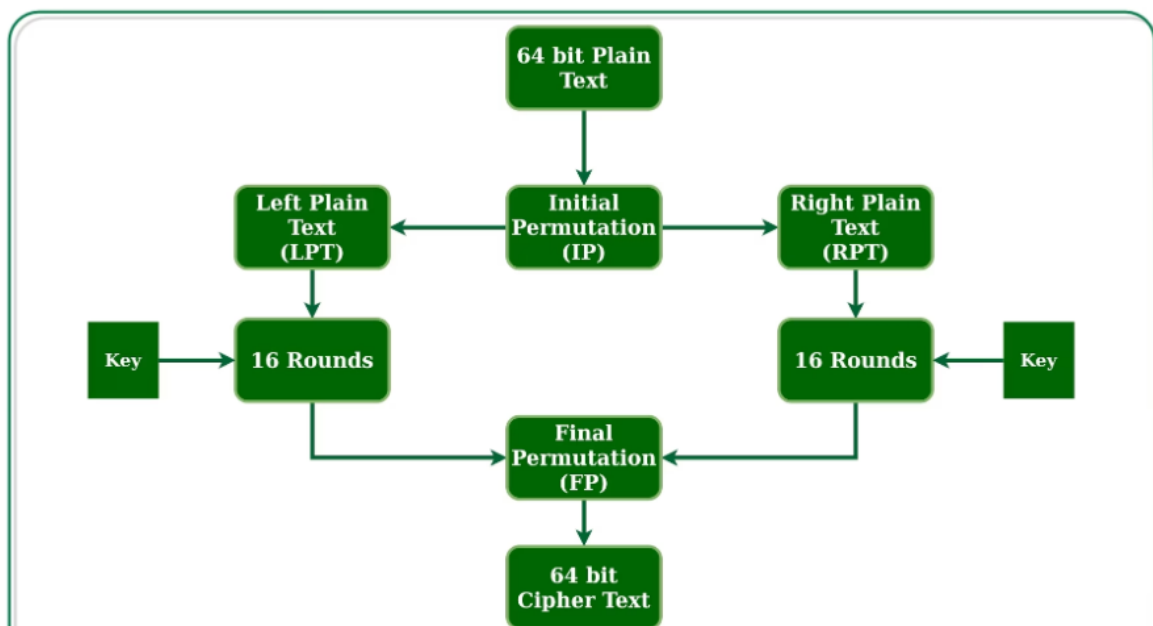 64 bit Plain
Text
Left Plain
Text
(LPT)
Initial
Permutation
(IP)
Right Plain
Text
(RPT)
Key
16 Rounds
16 Rounds
Key
Final
Permutation
(FP)
64 bit
Cipher Text